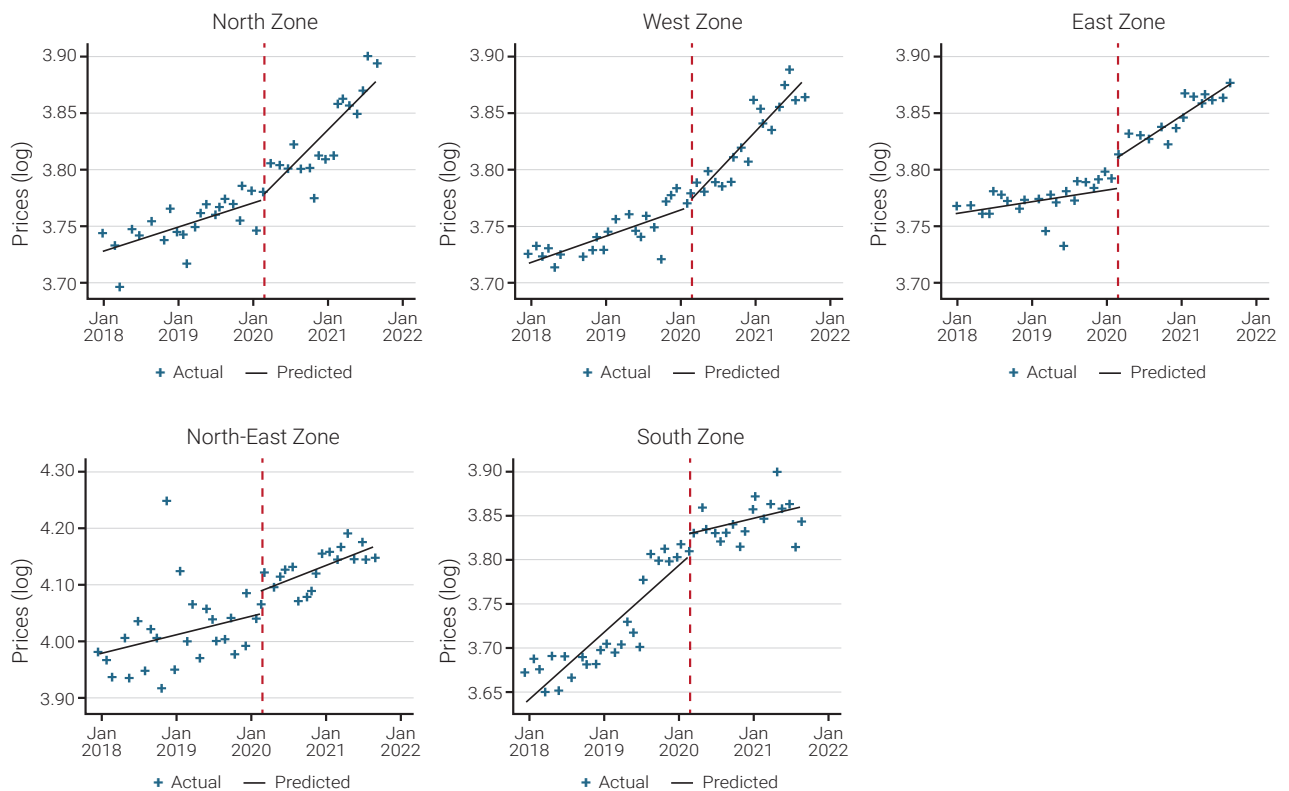 North Zone
Prices (log)
3.90
3.85
3.80
3.75
3.70
Jan Jan Jan Jan Jan
2018 2019 2020 2021 2022
Actual Predicted
West Zone
Prices (log)
3.90
3.85
3.80
3.75
3.70
Jan Jan Jan Jan Jan
2018 2019 2020 2021 2022
Actual Predicted
East Zone
Prices (log)
3.90
3.85
3.80
3.75
3.70
Jan Jan Jan Jan Jan
2018 2019 2020 2021 2022
Actual Predicted
North-East Zone
Prices (log)
4.30
4.20
4.10
4.00
3.90
Jan Jan Jan Jan Jan
2018 2019 2020 2021 2022
Actual Predicted
South Zone
Prices (log)
3.90
3.85
3.80
3.75
3.70
3.65
Jan Jan Jan Jan Jan
2018 2019 2020 2021 2022
Actual Predicted